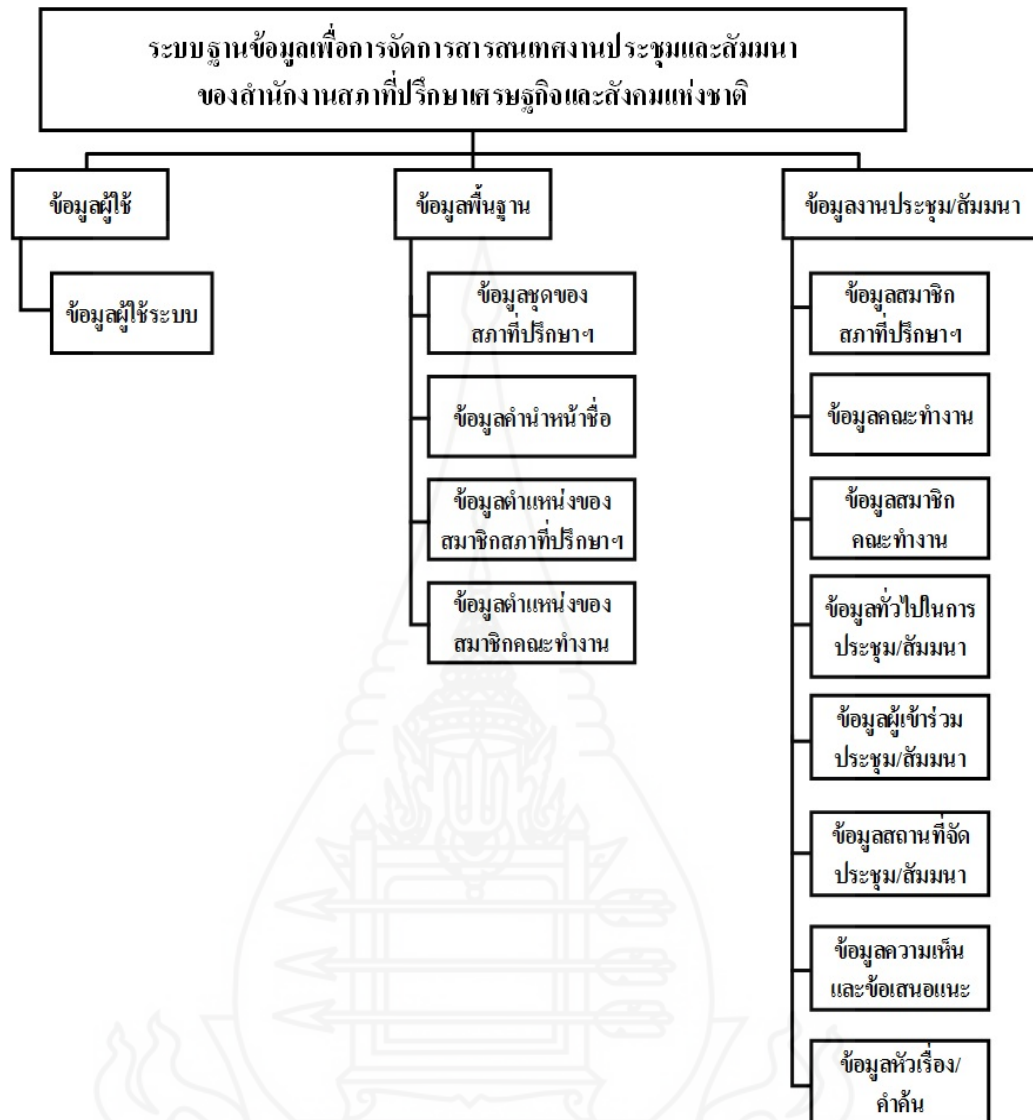 ระบบฐานข้อมูลเพื่อการจัดการสารสนเทศงานประชุมและสัมมนา
ของสำนักงานสภาที่ปรึกษาเศรษฐกิจและสังคมแห่งชาติ
ข้อมูลผู้ใช้
ข้อมูลผู้ใช้ระบบ
ข้อมูลพื้นฐาน
ข้อมูลชุดของ
สภาที่ปรึกษาฯ
ข้อมูลคำนำหน้าชื่อ
ข้อมูลตำแหน่งของ
สมาชิกสภาที่ปรึกษาฯ
ข้อมูลตำแหน่งของ
สมาชิกคณะทำงาน
ข้อมูลงานประชุม/สัมมนา
ข้อมูลสมาชิก
สภาที่ปรึกษาฯ
ข้อมูลคณะทำงาน
ข้อมูลสมาชิก
คณะทำงาน
ข้อมูลทั่วไปในการ
ประชุม/สัมมนา
ข้อมูลผู้เข้าร่วม
ประชุม/สัมมนา
ข้อมูลสถานที่จัด
ประชุม/สัมมนา
ข้อมูลความเห็น
และข้อเสนอแนะ
ข้อมูลหัวเรื่อง/
คำค้น